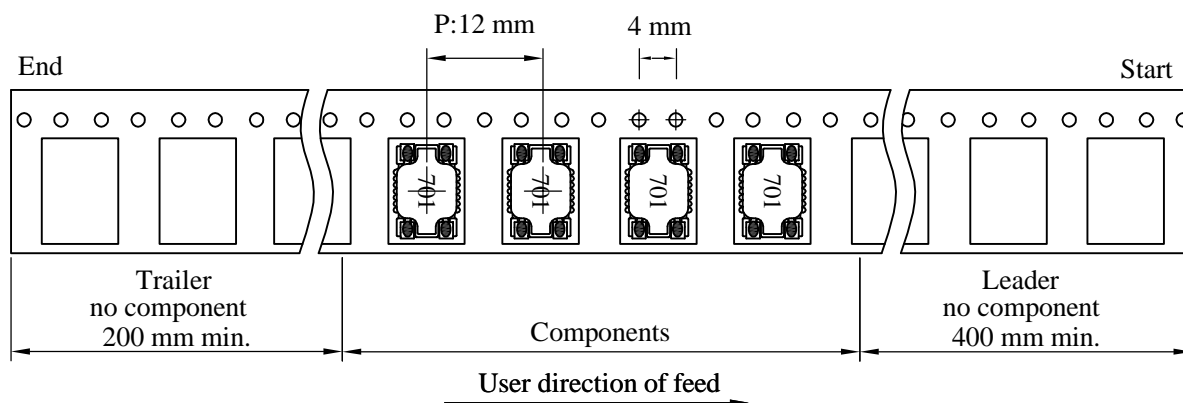 P:12 mm
4 mm
End
Start
701
701
701
701
Trailer
no component
200 mm min.
Components
Leader
no component
400 mm min.
User direction of feed